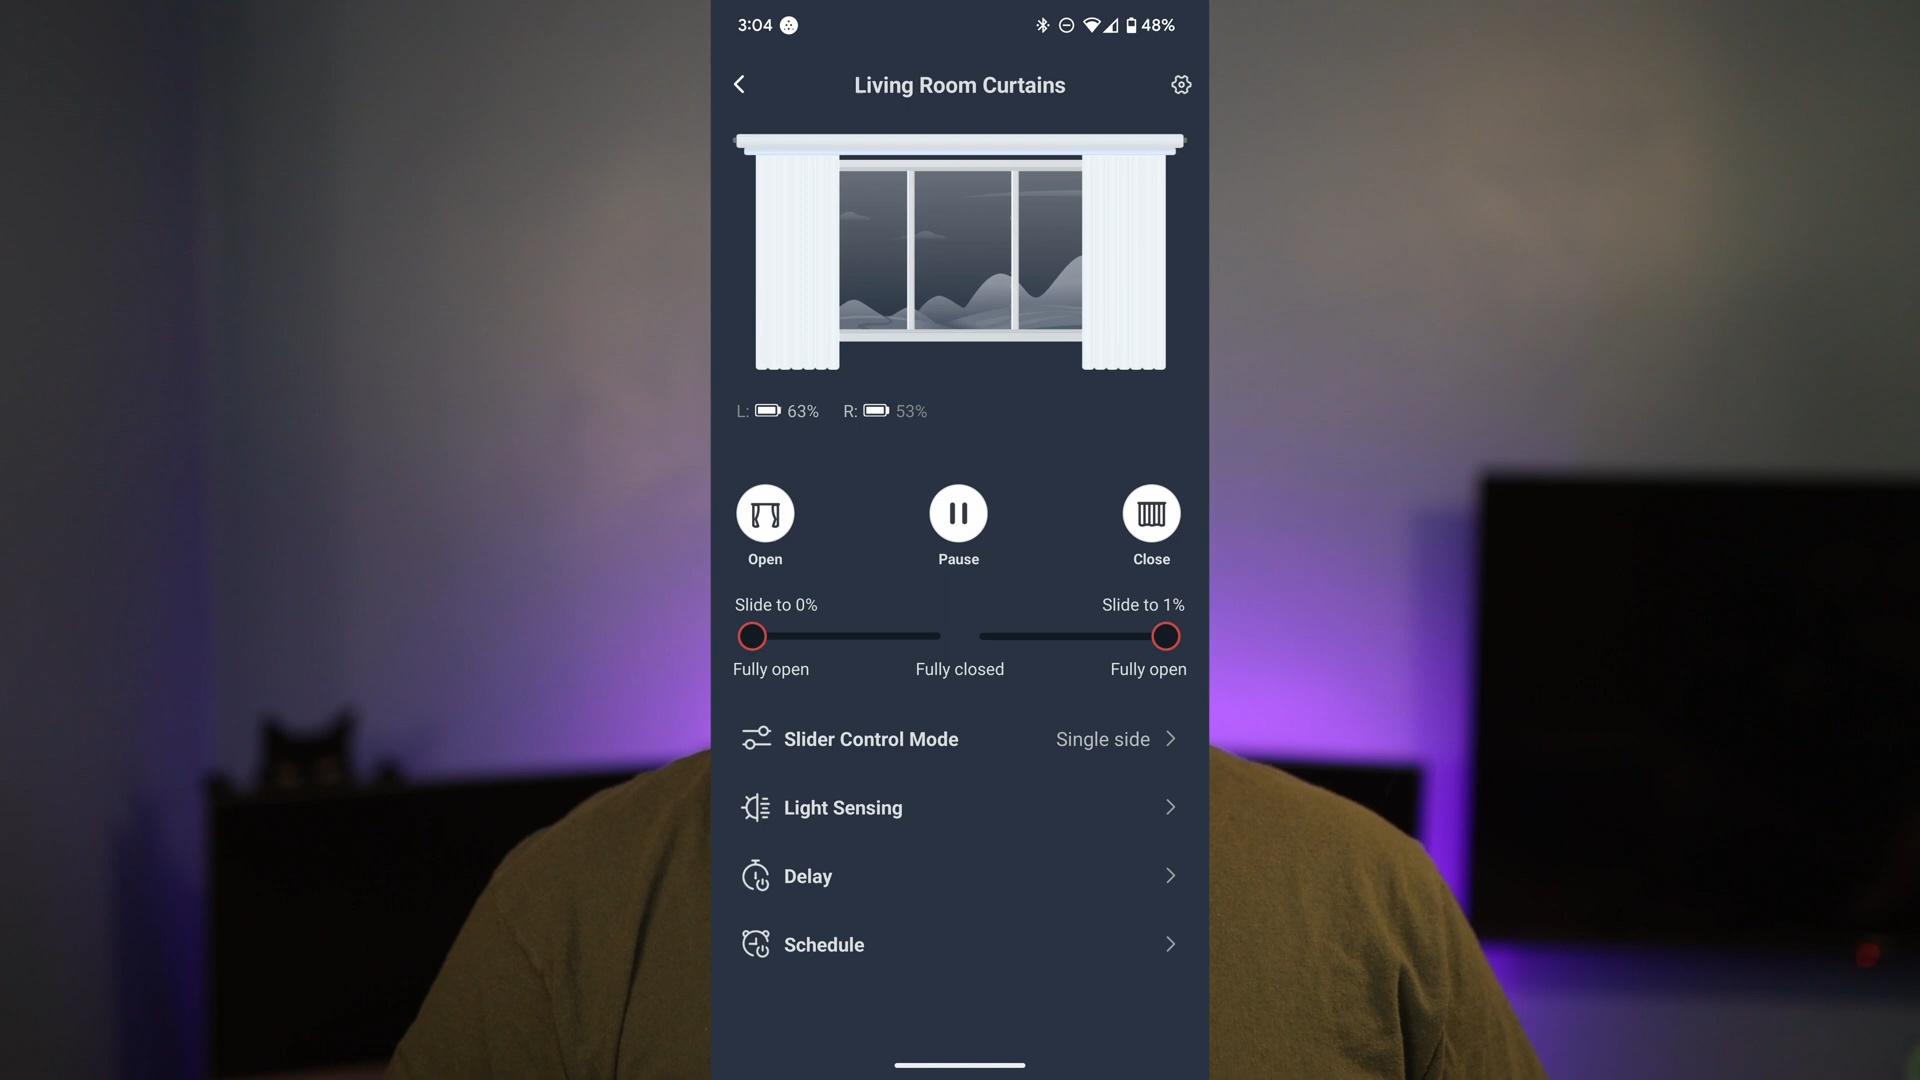 3:04 48%
Living Room Curtains
L: 63% R: 53%
Open Pause Close
Slide to 0% Slide to 1%
Fully open Fully closed Fully open
Slider Control Mode Single side
Light Sensing
Delay
Schedule